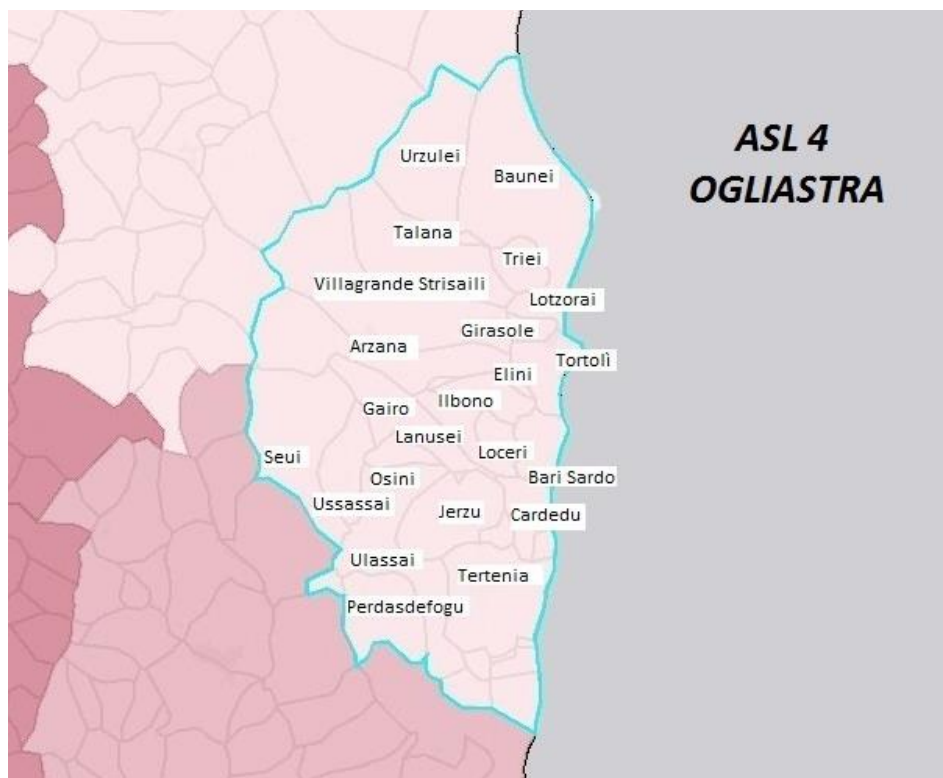 ASL 4
OGLIASTRA
Urzulei
Baunei
Talana
Triei
Villagrande Strisaili
Lotzorai
Girasole
Arzana
Tortolì
Elini
Ilbono
Gairo
Lanusei
Loceri
Seui
Osini
Bari Sardo
Ussassai
Jerzu
Cardedu
Ulassai
Tertenia
Perdasdefogu